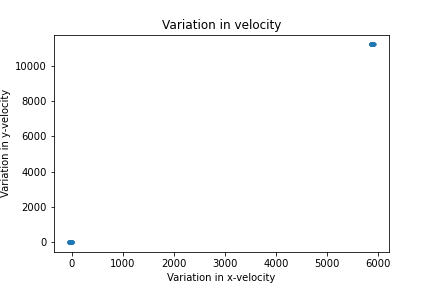 Variation in velocity
10000
8000
6000
4000
2000
0
Variation in y-velocity
0 1000 2000 3000 4000 5000 6000
Variation in x-velocity